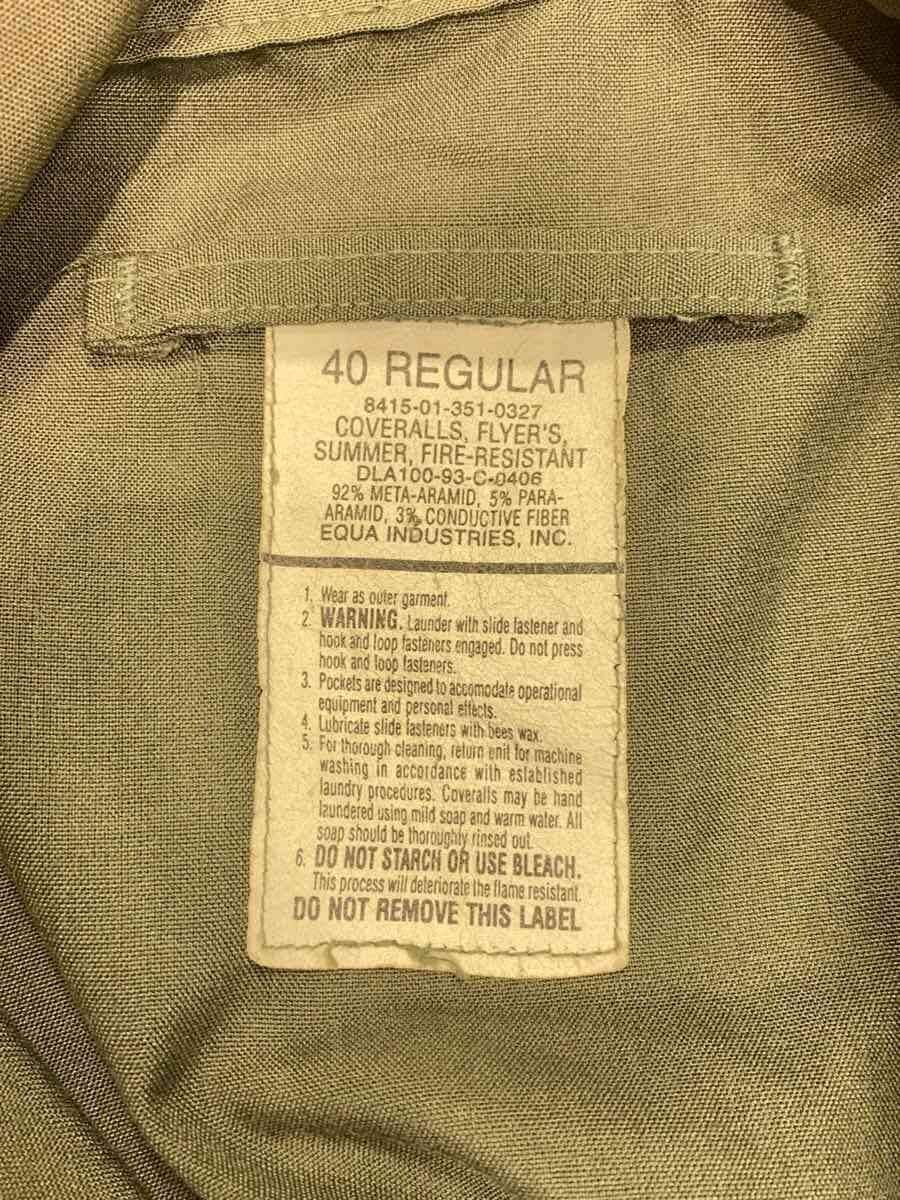 40 REGULAR
8415-01-351-0327
COVERALLS, FLYER'S,
SUMMER, FIRE-RESISTANT
DLA100-93-C-0406
92% META-ARAMID, 5% PARA-
ARAMID, 3% CONDUCTIVE FIBER
EQUA INDUSTRIES, INC.
1. Wear as outer garment.
2. WARNING. Launder with slide fastener and
hook and loop fasteners engaged. Do not press
hook and loop fasteners.
3. Pockets are designed to accomodate operational
equipment and personal effects.
4. Lubricate slide fasteners with bees wax.
5. For thorough cleaning, return enit for machine
washing in accordance with established
laundry procedures. Coveralls may be hand
laundered using mild soap and warm water. All
soap should be thoroughly rinsed out.
6. DO NOT STARCH OR USE BLEACH.
This process will deteriorate the flame resistant.
DO NOT REMOVE THIS LABEL